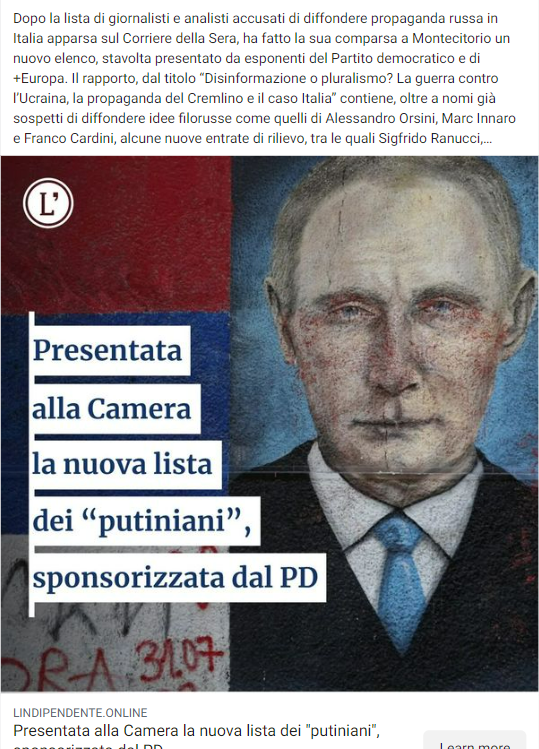 Dopo la lista di giornalisti e analisti accusati di diffondere propaganda russa in
Italia apparsa sul Corriere della Sera, ha fatto la sua comparsa a Montecitorio un
nuovo elenco, stavolta presentato da esponenti del Partito democratico e di
+Europa. Il rapporto, dal titolo “Disinformazione o pluralismo? La guerra contro
l’Ucraina, la propaganda del Cremlino e il caso Italia” contiene, oltre a nomi già
sospetti di diffondere idee filorusse come quelli di Alessandro Orsini, Marc Innaro
e Franco Cardini, alcune nuove entrate di rilievo, tra le quali Sigfrido Ranucci,...
L’
Presentata
alla Camera
la nuova lista
dei “putiniani”,
sponsorizzata dal PD
31.07
LINDIPENDENTE.ONLINE
Presentata alla Camera la nuova lista dei "putiniani",
sponsorizzata dal PD
Learn more